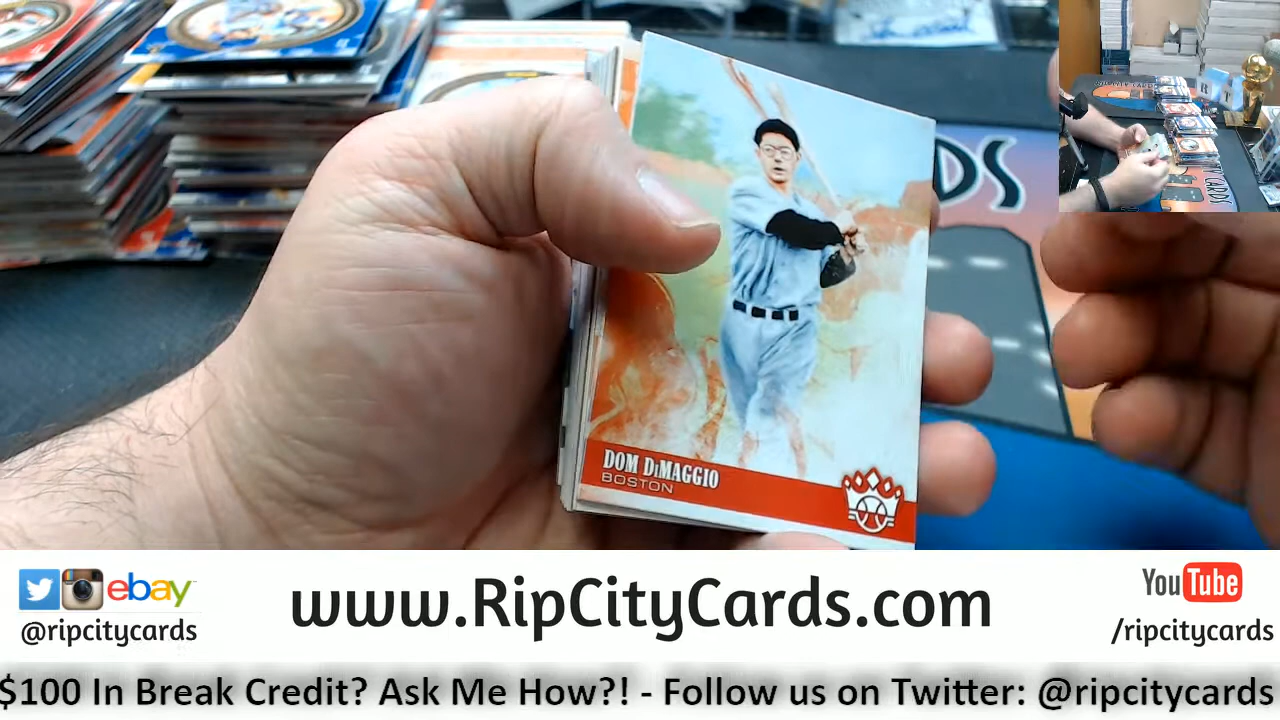 DS
DOM DiMAGGIO
BOSTON
ebay
@ripcitycards
www.RipCityCards.com
YouTube
/ripcitycards
$100 In Break Credit? Ask Me How?! - Follow us on Twitter: @ripcitycards